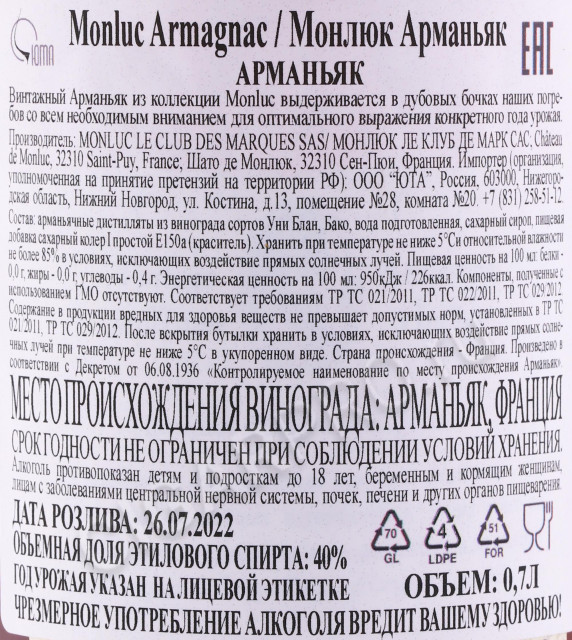 Monluc Armagnac / Монлюк Арманьяк
ЮТА
EAC
АРМАНЬЯК
Винтажный Арманьяк из коллекции Monluc выдерживается в дубовых бочках наших погре-
бов со всем необходимым вниманием для оптимального выражения конкретного года урожая.
Производитель: MONLUC LE CLUB DES MARQUES SAS/ МОНЛЮК ЛЕ КЛУБ ДЕ МАРК САС; Château
de Monluc, 32310 Saint-Puy, France; Шато де Монлюк, 32310 Сен-Пюи, Франция. Импортер (организация,
уполномоченная на принятие претензий на территории РФ): ООО "ЮТА", Россия, 603000, Нижегоро-
дская область, Нижний Новгород, ул. Костина, д.13, помещение №28, комната №20. +7 (831) 258-51-12.
Состав: арманьячные дистилляты из винограда сортов Уни Блан, Бако, вода подготовленная, сахарный сироп, пищевая
добавка сахарный колер I простой Е150а (краситель). Хранить при температуре не ниже 5°С и относительной влажности
не более 85% в условиях, исключающих воздействие прямых солнечных лучей. Пищевая ценность на 100 мл: белки -
0,0 г, жиры - 0,0 г, углеводы - 0,4 г. Энергетическая ценность на 100 мл: 950кДж / 226ккал. Компоненты, полученные с
использованием ГМО отсутствуют. Соответствует требованиям ТР ТС 021/2011, ТР ТС 022/2011, ТР ТС 029/2012
Содержание в продукции вредных для здоровья веществ не превышает допустимых норм, установленных в ТР ТС
021/2011, ТР ТС 029/2012. После вскрытия бутылки хранить в условиях, исключающих воздействие прямых солне-
чных лучей при температуре не ниже 5°С в укупоренном виде. Страна происхождения - Франция. Произведено в
соответствии с Декретом от 06.08.1936 «Контролируемое наименование по месту происхождения Арманьяк».
МЕСТО ПРОИСХОЖДЕНИЯ ВИНОГРАДА: АРМАНЬЯК, ФРАНЦИЯ
СРОК ГОДНОСТИ НЕ ОГРАНИЧЕН ПРИ СОБЛЮДЕНИИ УСЛОВИЙ ХРАНЕНИЯ.
Алкоголь противопоказан детям и подросткам до 18 лет, беременным и кормящим женщинам,
лицам с заболеваниями центральной нервной системы, почек, печени и других органов пищеварения.
ДАТА РОЗЛИВА: 26.07.2022
ОБЪЕМНАЯ ДОЛЯ ЭТИЛОВОГО СПИРТА: 40%
70 GL
4 LDPE
51 FOR
ГОД УРОЖАЯ УКАЗАН НА ЛИЦЕВОЙ ЭТИКЕТКЕ
ОБЪЕМ: 0,7Л
ЧРЕЗМЕРНОЕ УПОТРЕБЛЕНИЕ АЛКОГОЛЯ ВРЕДИТ ВАШЕМУ ЗДОРОВЬЮ!